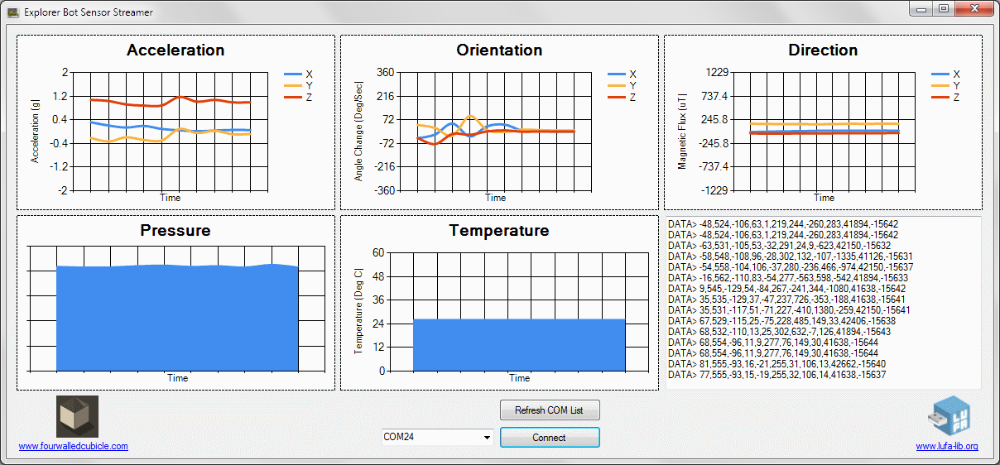 Explorer Bot Sensor Streamer
Acceleration
2
1.2
0.4
-0.4
-1.2
-2
Acceleration (g)
Time
X
Y
Z
Orientation
360
216
72
-72
-216
-360
Angle Change (Deg/Sec)
Time
X
Y
Z
Direction
1229
737.4
245.8
-245.8
-737.4
-1229
Magnetic Flux (uT)
Time
X
Y
Z
Pressure
Time
Temperature
60
48
36
24
12
0
Temperature (Deg C)
Time
DATA> -48,524,-106,63,1,219,244,-260,283,41894,-15642
DATA> -48,524,-106,63,1,219,244,-260,283,41894,-15642
DATA> -63,531,-105,53,-32,291,24,9,-623,42150,-15632
DATA> -58,548,-108,96,-28,302,132,-107,-1335,41126,-15631
DATA> -54,558,-104,106,-37,280,-236,466,-974,42150,-15637
DATA> -16,562,-110,83,-54,277,-563,598,-542,41894,-15633
DATA> 9,545,-129,54,-84,267,-241,344,-1080,41638,-15642
DATA> 35,535,-129,37,-47,237,726,-353,-188,41638,-15641
DATA> 35,531,-117,51,-71,227,-410,1380,-259,42150,-15641
DATA> 67,529,-115,25,-75,228,485,149,33,42406,-15638
DATA> 68,532,-110,13,25,302,632,-7,126,41894,-15643
DATA> 68,554,-96,11,9,277,76,149,30,41638,-15644
DATA> 68,554,-96,11,9,277,76,149,30,41638,-15644
DATA> 81,555,-93,16,-21,255,31,106,13,42662,-15640
DATA> 77,555,-93,15,-19,255,32,106,14,41638,-15637
www.fourwalledcubicle.com
Refresh COM List
COM24
Connect
LUFA
www.lufa-lib.org